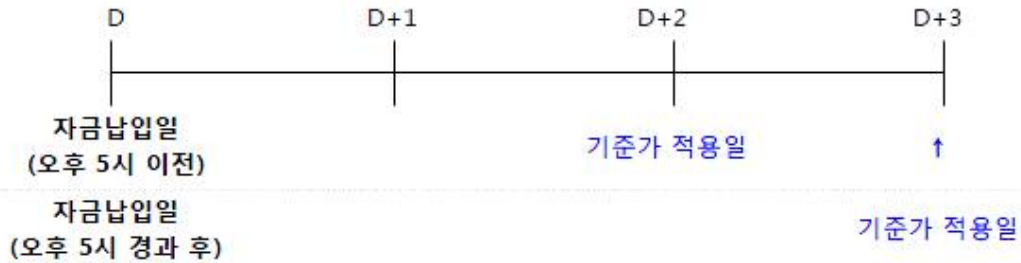 D D+1 D+2 D+3
자금납입일
(오후 5시 이전)
기준가 적용일 ↑
자금납입일
(오후 5시 경과 후)
기준가 적용일